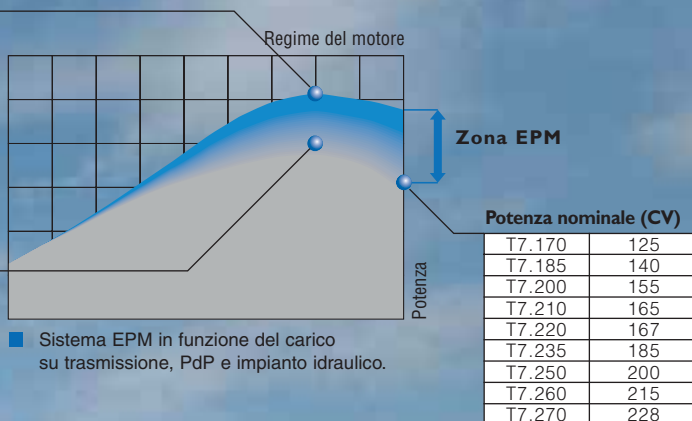 Regime del motore
Zona EPM
Potenza nominale (CV)
T7.170 125
T7.185 140
T7.200 155
T7.210 165
T7.220 167
T7.235 185
T7.250 200
T7.260 215
T7.270 228
Potenza
Sistema EPM in funzione del carico
su trasmissione, PdP e impianto idraulico.